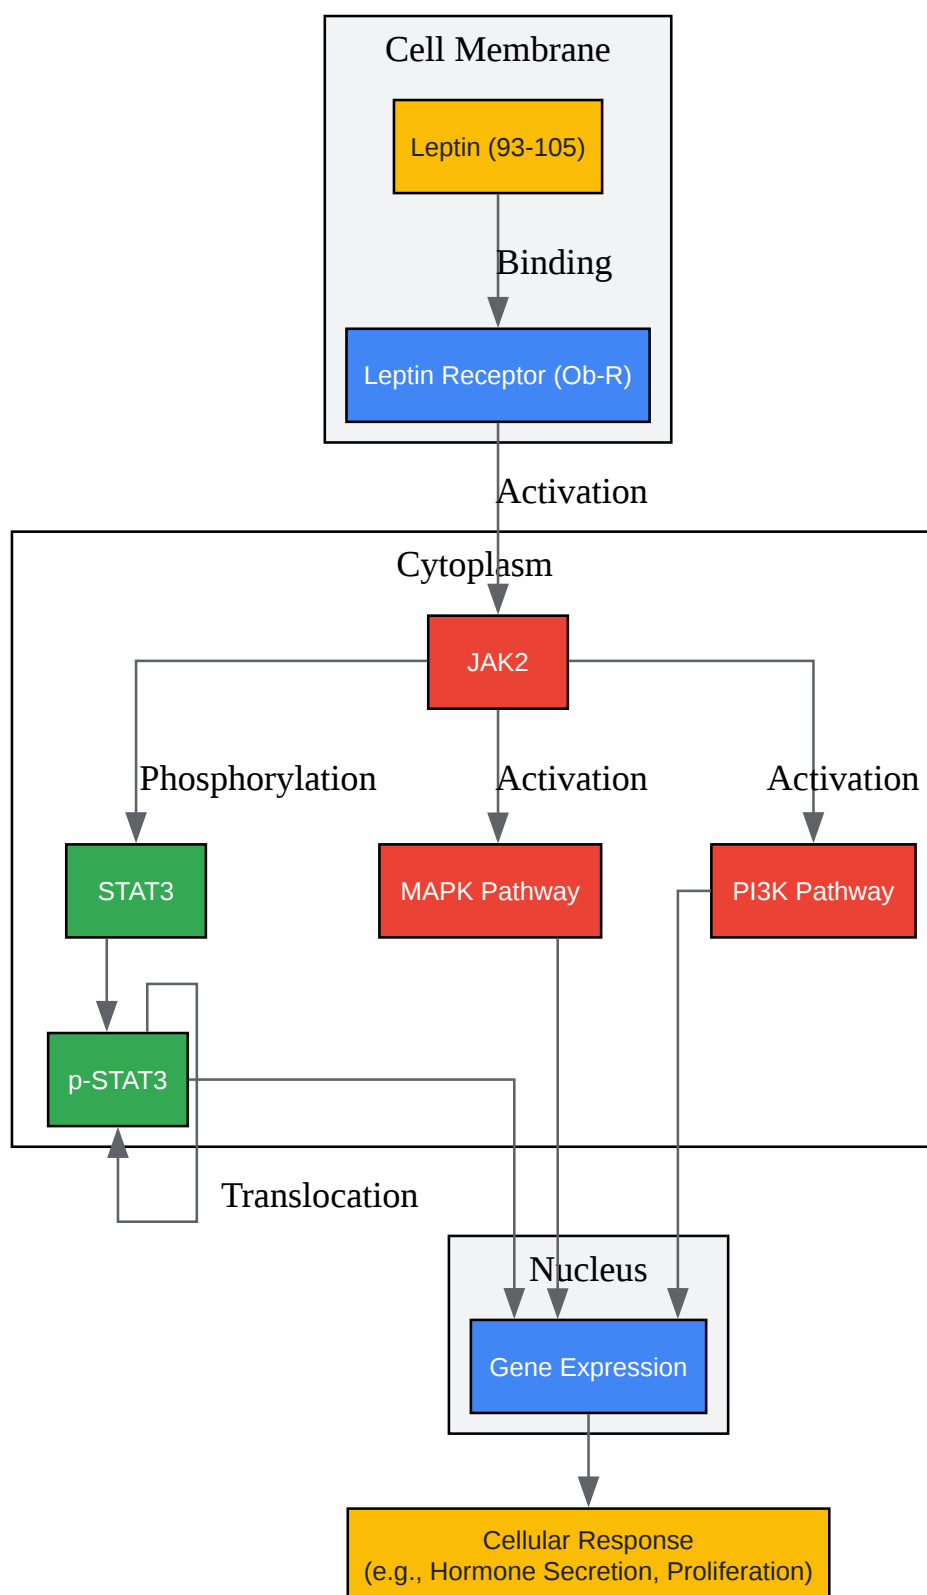 Cell Membrane
Leptin (93-105)
Binding
Leptin Receptor (Ob-R)
Activation
Cytoplasm
JAK2
Phosphorylation
Activation
Activation
STAT3
MAPK Pathway
PI3K Pathway
p-STAT3
Translocation
Nucleus
Gene Expression
Cellular Response
(e.g., Hormone Secretion, Proliferation)